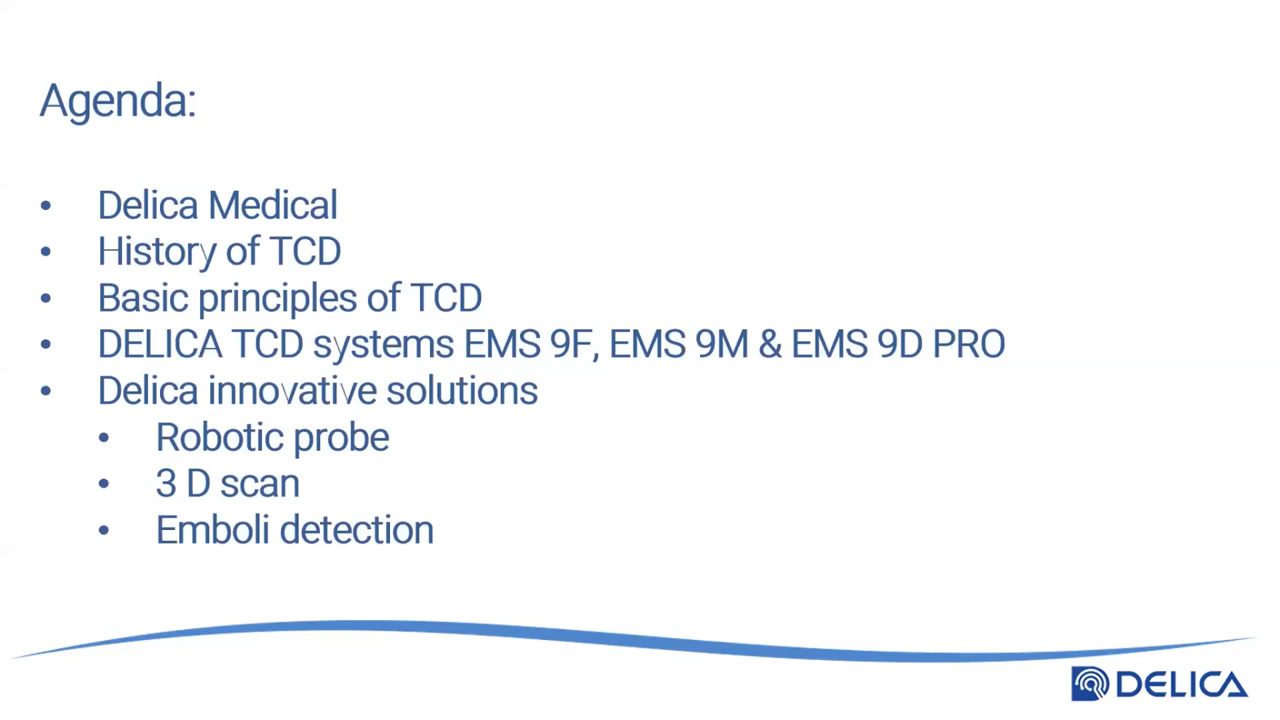 Agenda:
• Delica Medical
• History of TCD
• Basic principles of TCD
• DELICA TCD systems EMS 9F, EMS 9M & EMS 9D PRO
• Delica innovative solutions
• Robotic probe
• 3 D scan
• Emboli detection
DELICA